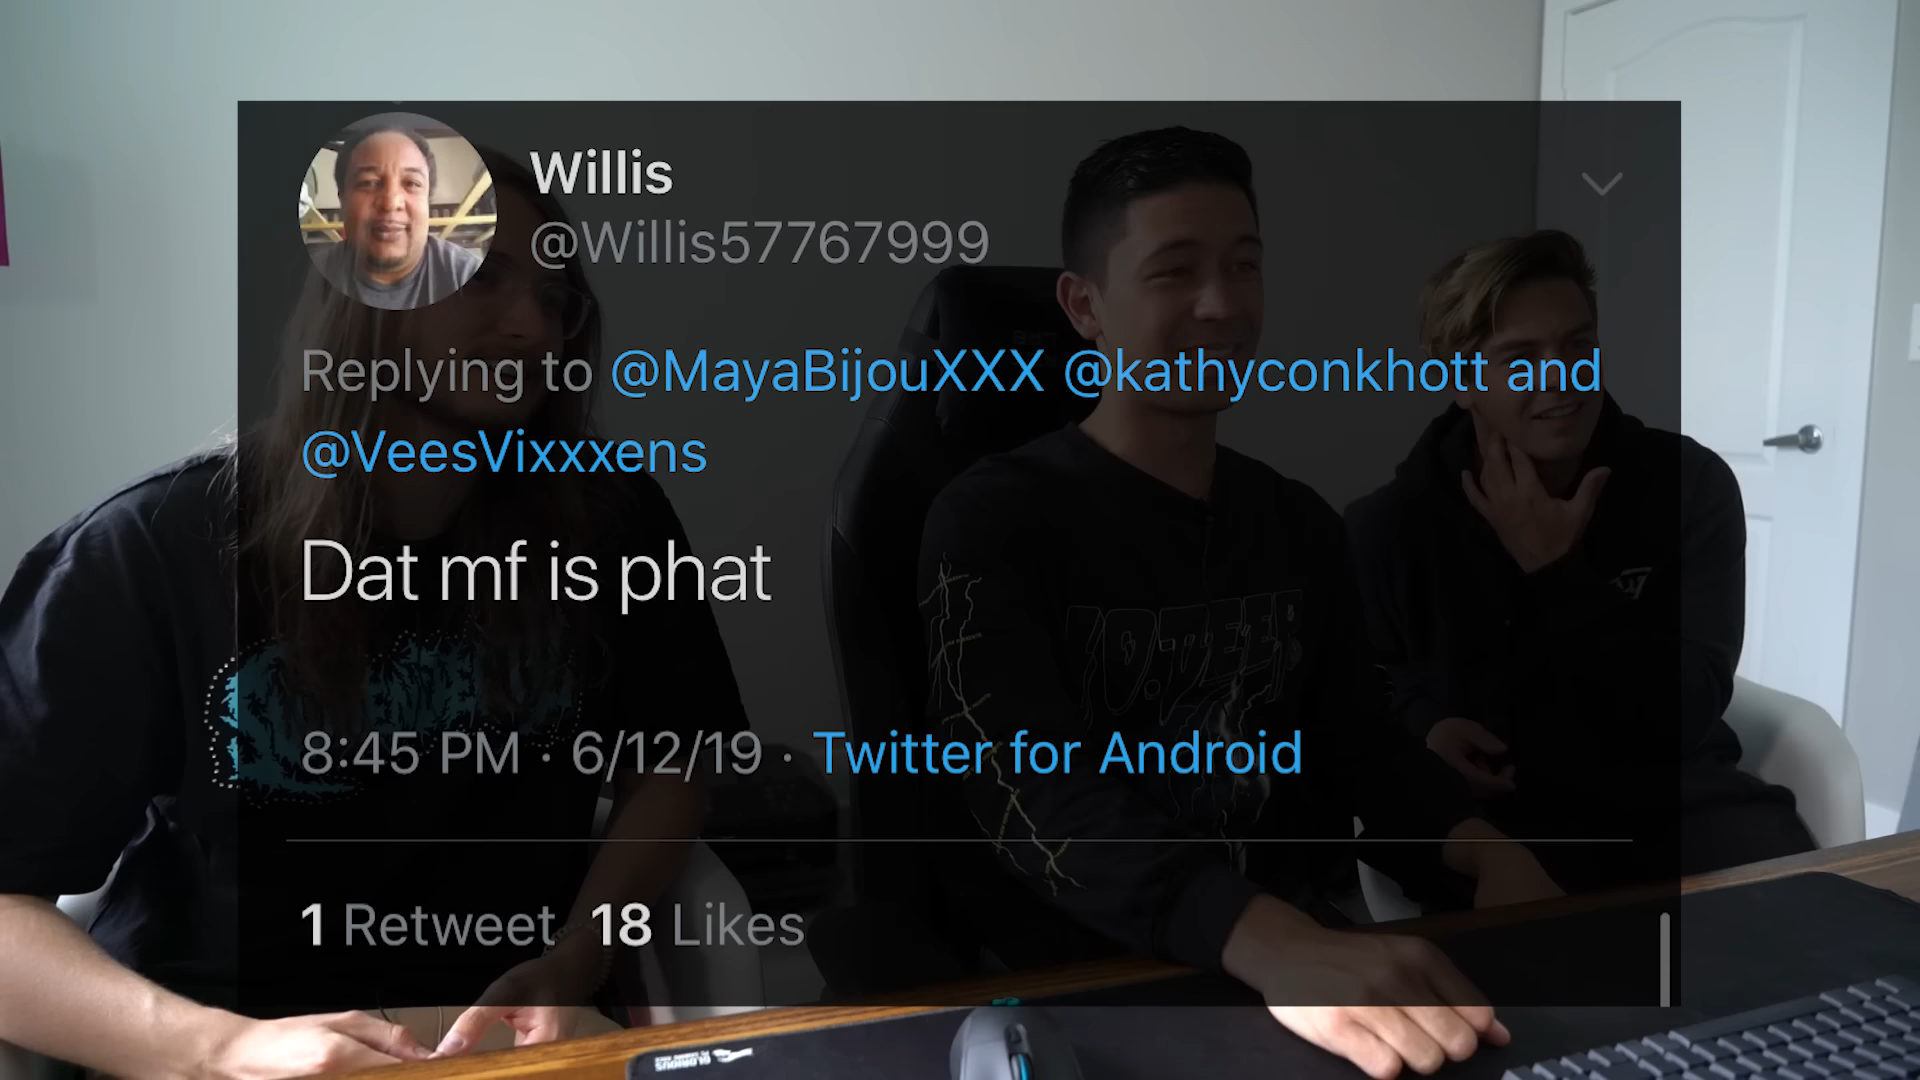 Willis
@Willis57767999
Replying to @MayaBijouXXX @kathyconkhott and
@VeesVixxxens
Dat mf is phat
8:45 PM · 6/12/19 · Twitter for Android
1 Retweet 18 Likes
GLORIOUS